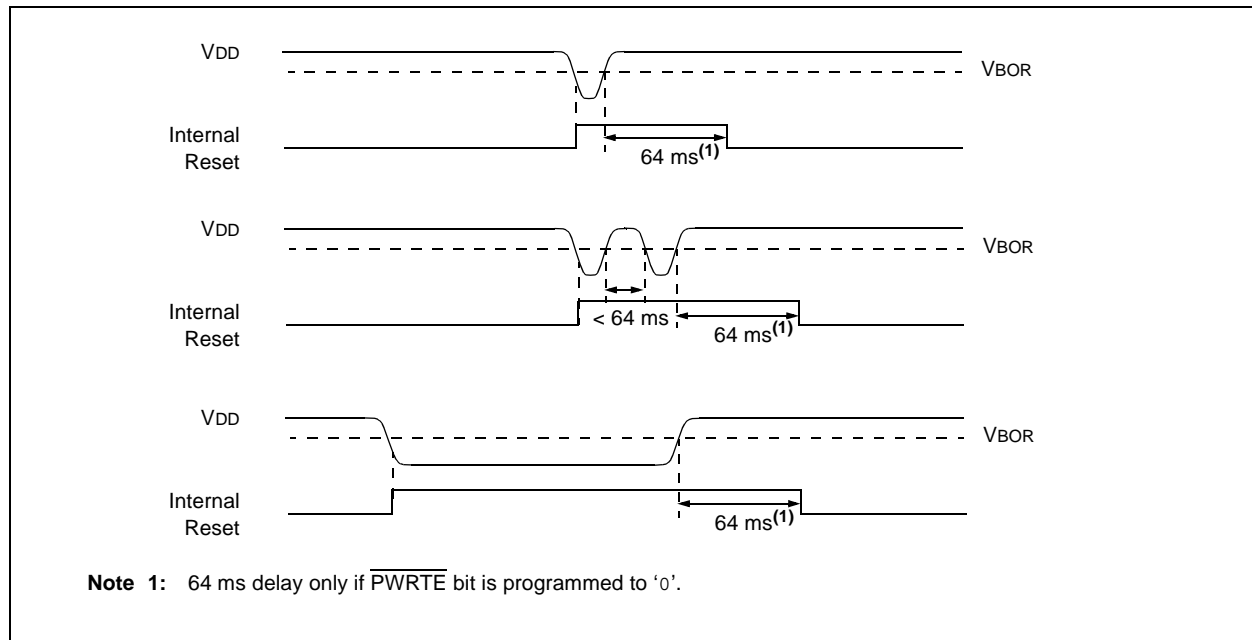 VDD
VBOR
Internal
Reset
64 ms(1)
VDD
VBOR
Internal
Reset
< 64 ms
64 ms(1)
VDD
VBOR
Internal
Reset
64 ms(1)
Note 1: 64 ms delay only if PWRTE bit is programmed to ‘0’.